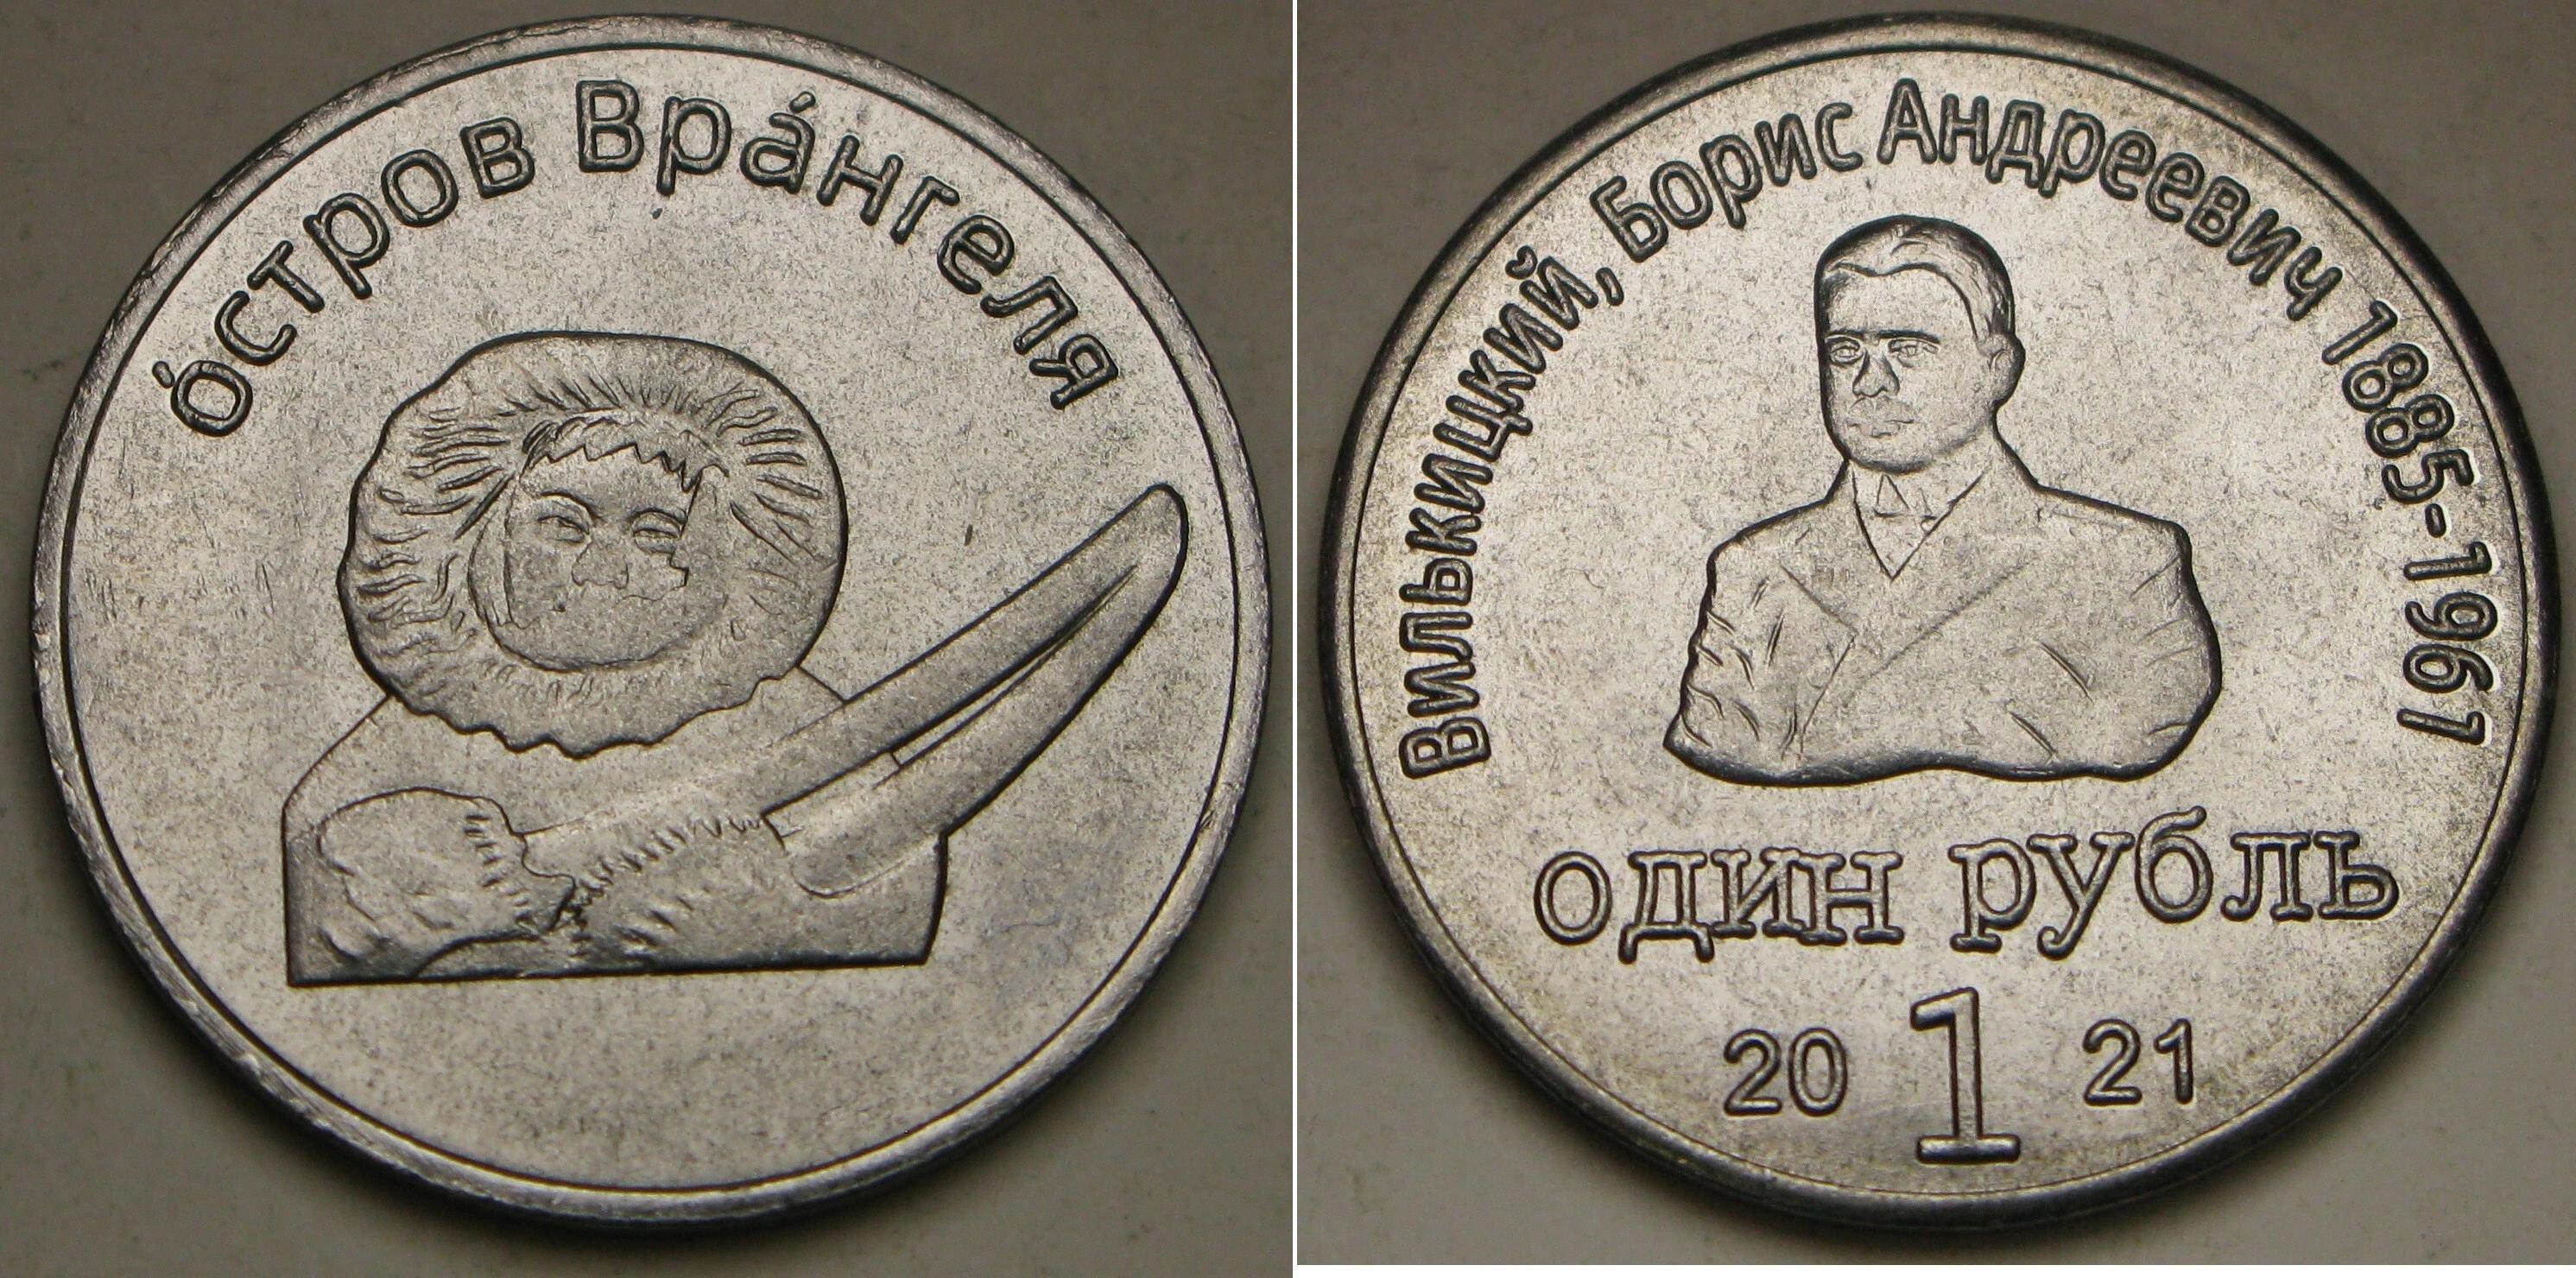 óстров Врáнгеля
Вилькицкий, Борис Андреевич 1885-1961
один рубль
20 1 21